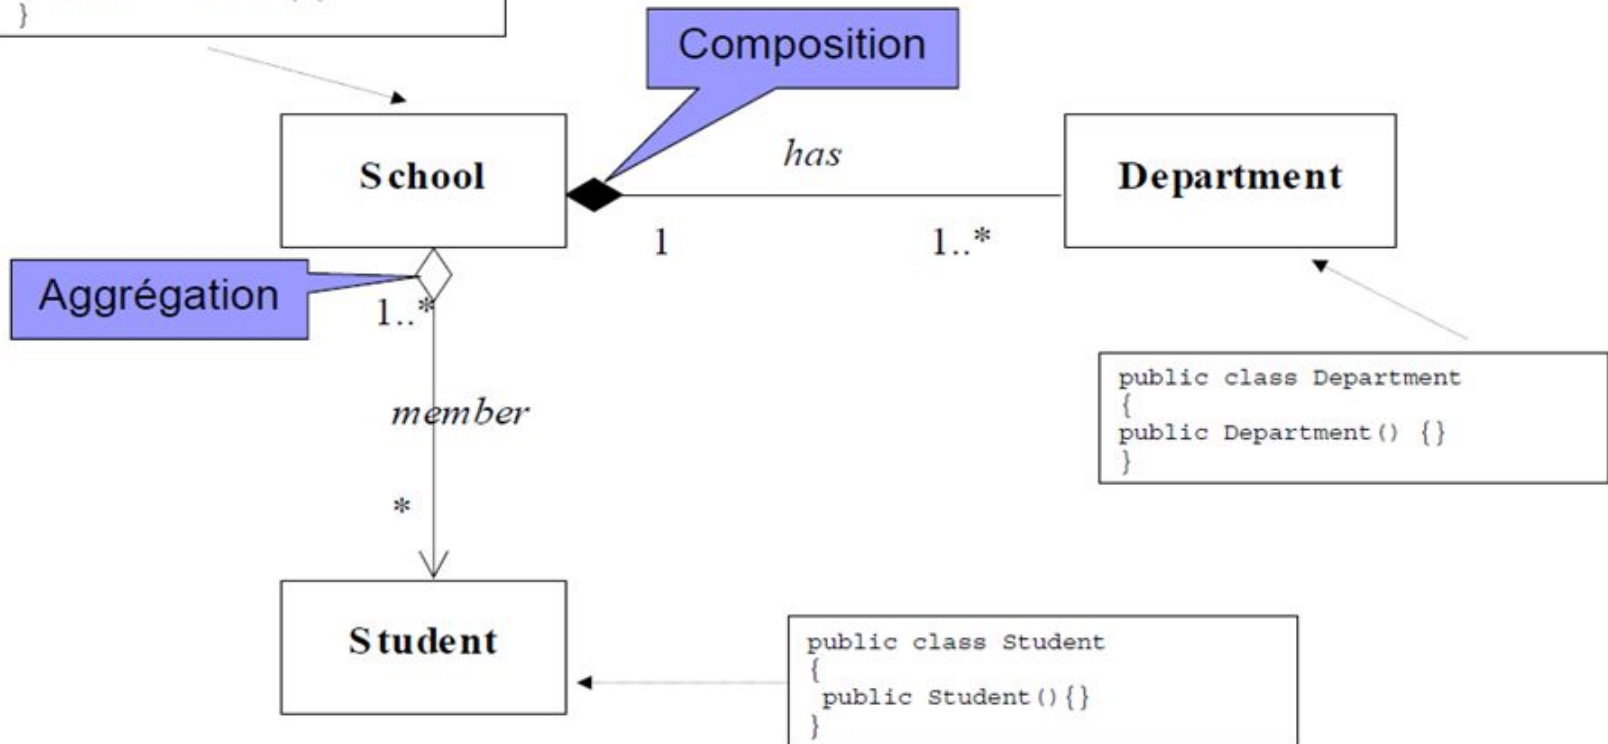 }
Composition
has
School
Department
1
1..*
Aggrégation
1..*
member
*
public class Department
{
public Department() {}
}
Student
public class Student
{
public Student(){}
}